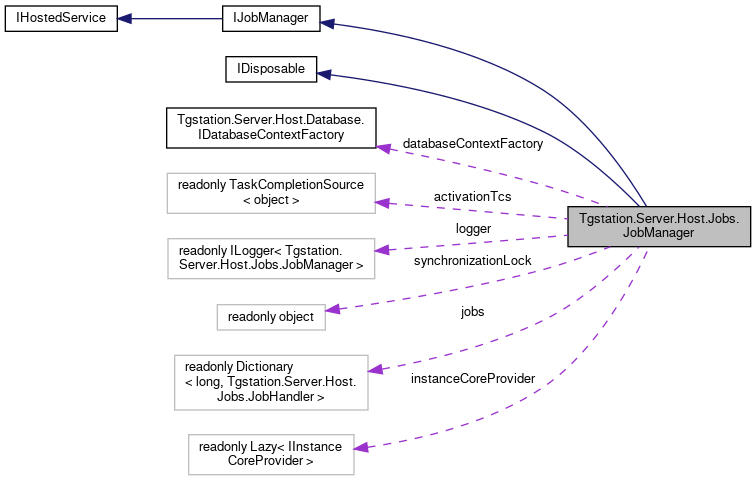 IHostedService
IJobManager
IDisposable
Tgstation.Server.Host.Database.
IDatabaseContextFactory
databaseContextFactory
readonly TaskCompletionSource
< object >
activationTcs
Tgstation.Server.Host.Jobs.
JobManager
logger
readonly ILogger< Tgstation.
Server.Host.Jobs.JobManager >
synchronizationLock
readonly object
jobs
readonly Dictionary
< long, Tgstation.Server.Host.
Jobs.JobHandler >
instanceCoreProvider
readonly Lazy< IInstance
CoreProvider >